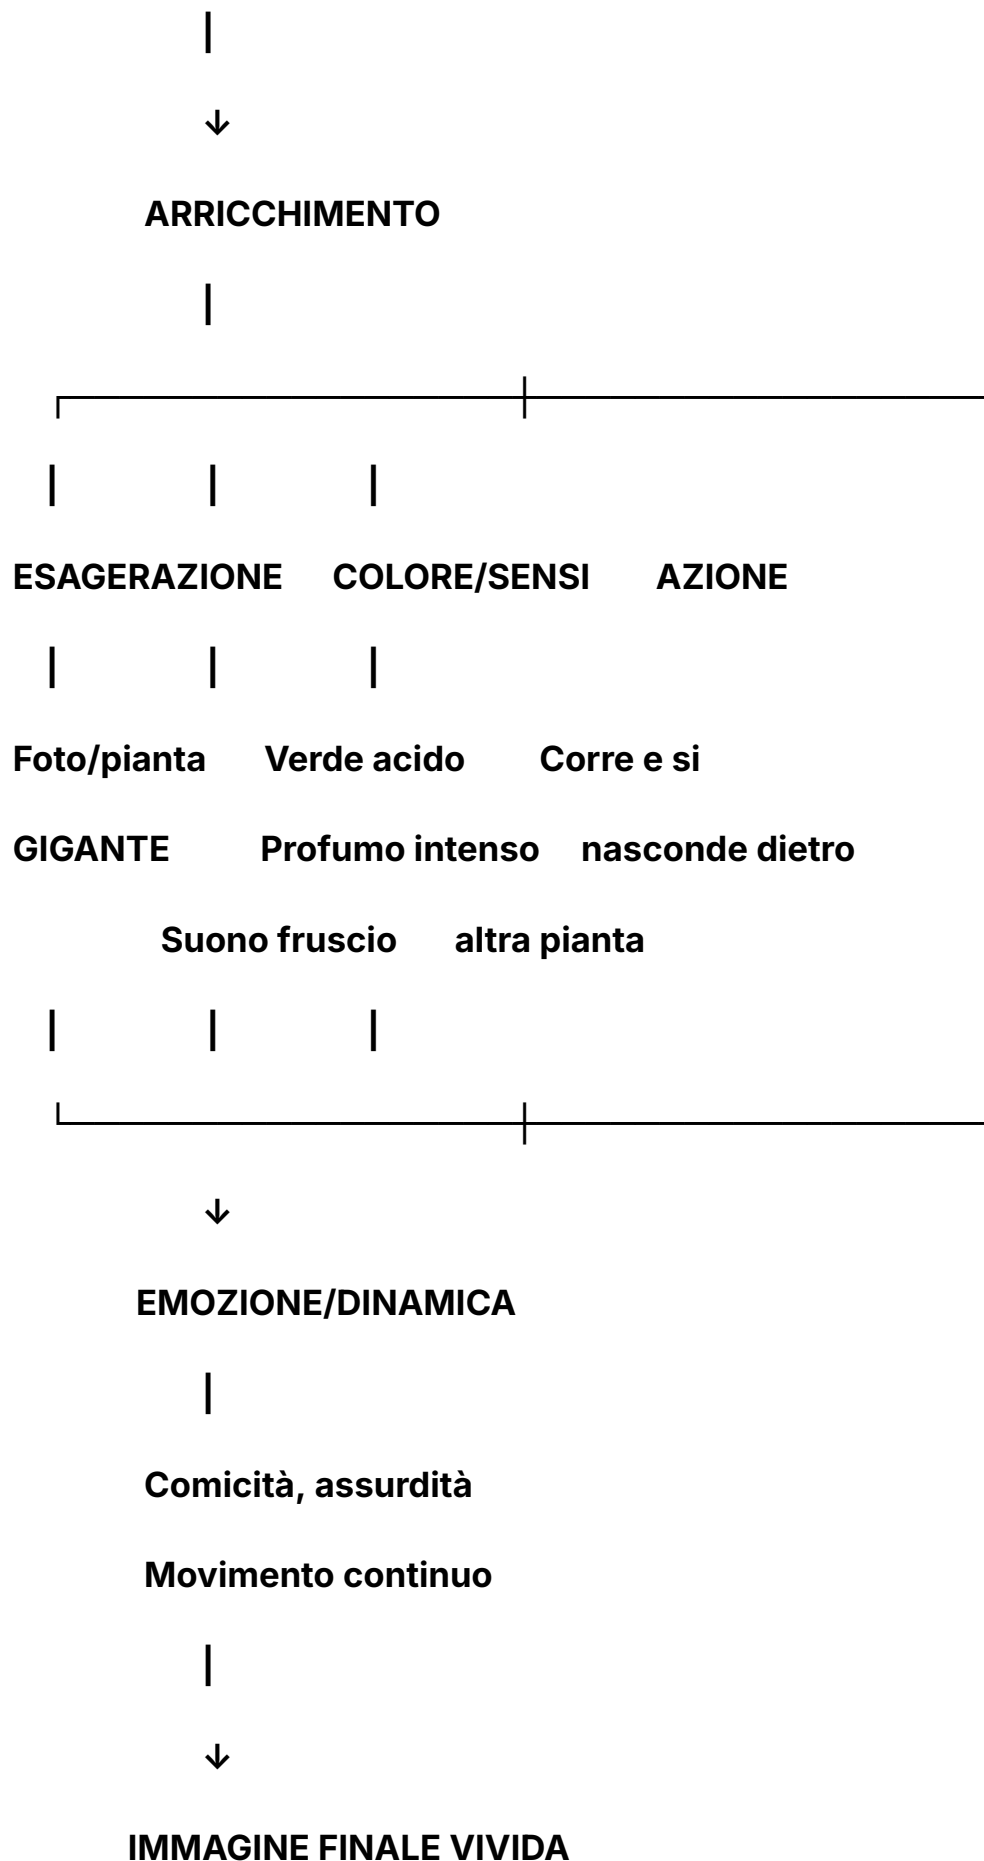 |
↓
ARRICCHIMENTO
|
┌────────────────┼────────────────
| | |
ESAGERAZIONE COLORE/SENSI AZIONE
| | |
Foto/pianta Verde acido Corre e si
GIGANTE Profumo intenso nasconde dietro
Suono fruscio altra pianta
| | |
└────────────────┼────────────────
↓
EMOZIONE/DINAMICA
|
Comicità, assurdità
Movimento continuo
|
↓
IMMAGINE FINALE VIVIDA